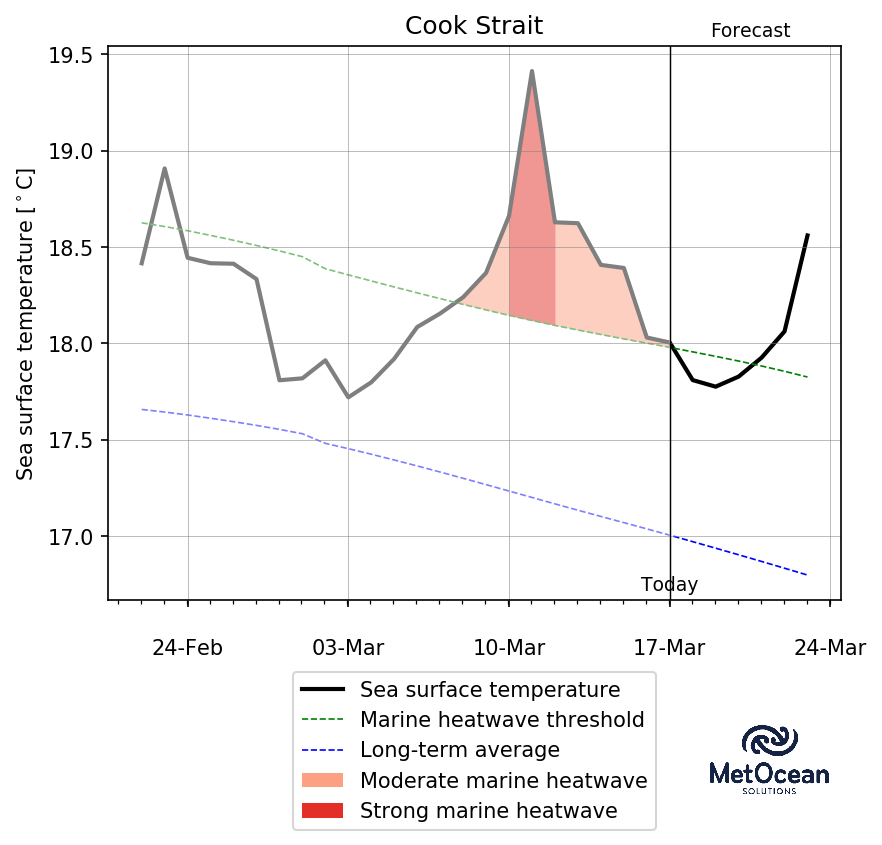 Cook Strait
Forecast
Sea surface temperature [°C]
19.5
19.0
18.5
18.0
17.5
17.0
Today
24-Feb 03-Mar 10-Mar 17-Mar 24-Mar
Sea surface temperature
Marine heatwave threshold
Long-term average
Moderate marine heatwave
Strong marine heatwave
MetOcean
SOLUTIONS